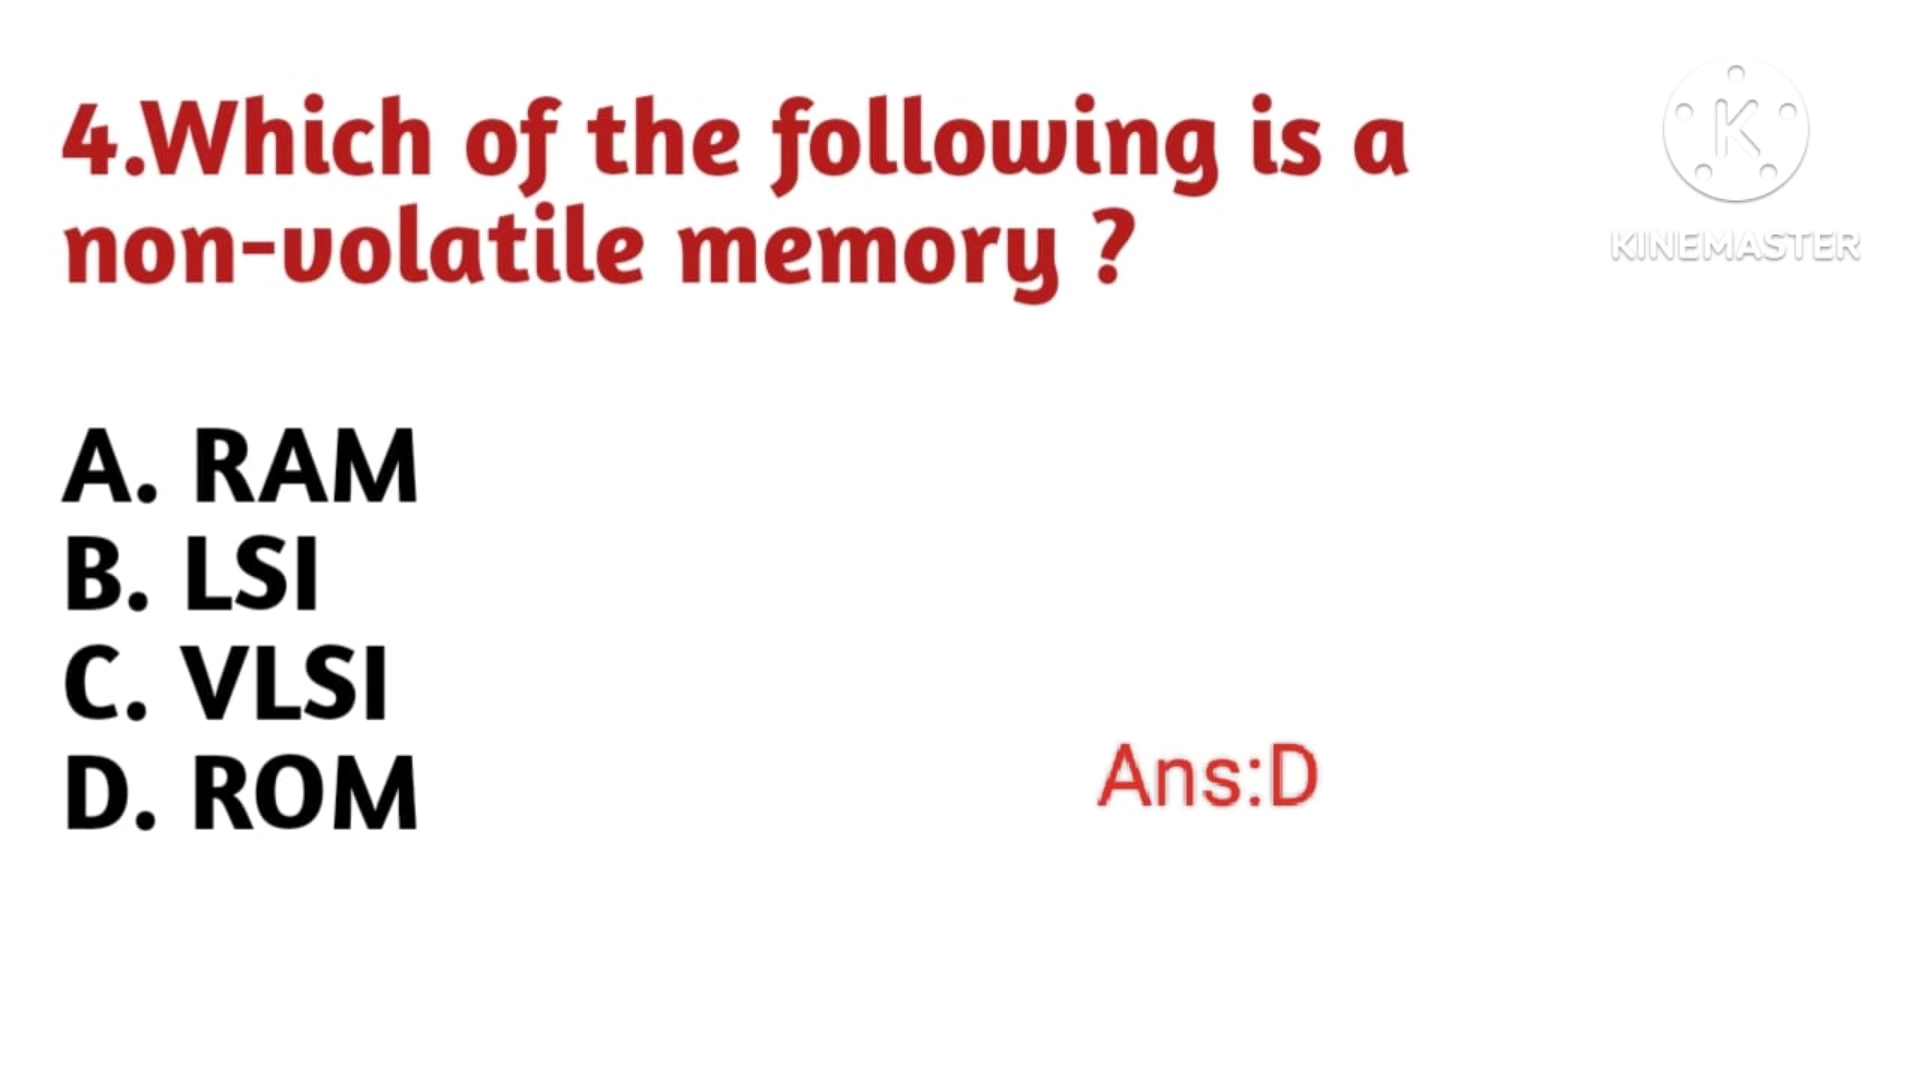 4.Which of the following is a
non-volatile memory ?
K
KINEMASTER
A. RAM
B. LSI
C. VLSI
D. ROM
Ans:D